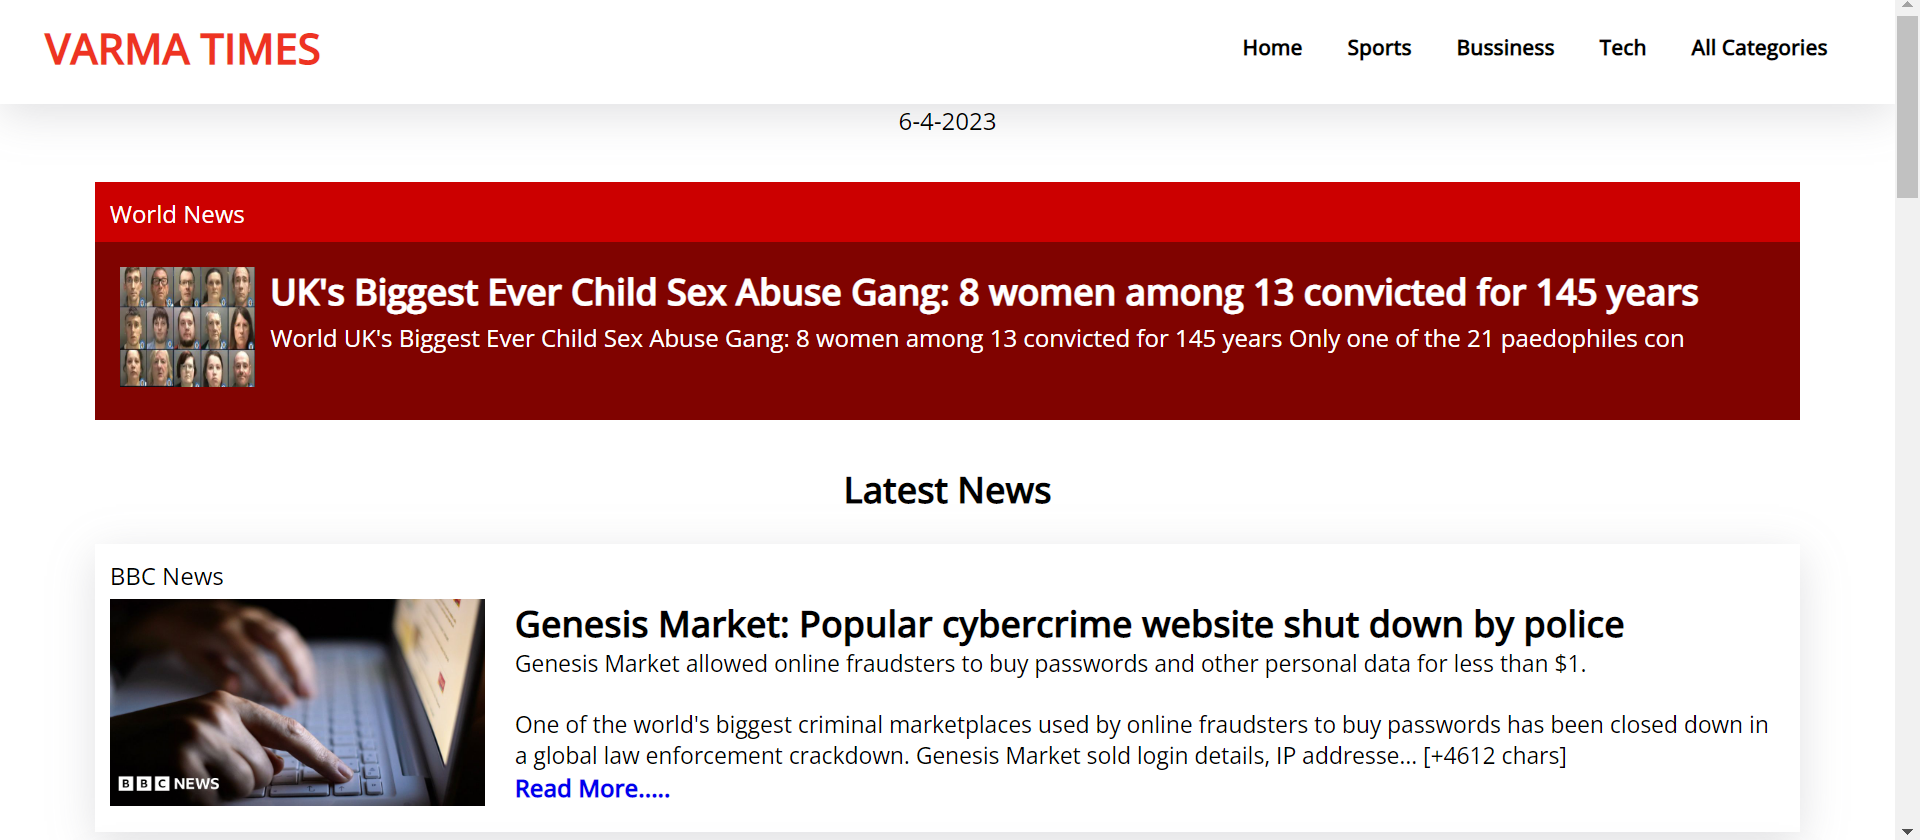 VARMA TIMES
Home Sports Bussiness Tech All Categories
6-4-2023
World News
UK's Biggest Ever Child Sex Abuse Gang: 8 women among 13 convicted for 145 years
World UK's Biggest Ever Child Sex Abuse Gang: 8 women among 13 convicted for 145 years Only one of the 21 paedophiles con
Latest News
BBC News
Genesis Market: Popular cybercrime website shut down by police
Genesis Market allowed online fraudsters to buy passwords and other personal data for less than $1.
One of the world's biggest criminal marketplaces used by online fraudsters to buy passwords has been closed down in
a global law enforcement crackdown. Genesis Market sold login details, IP addresse... [+4612 chars]
Read More.....
BBC NEWS